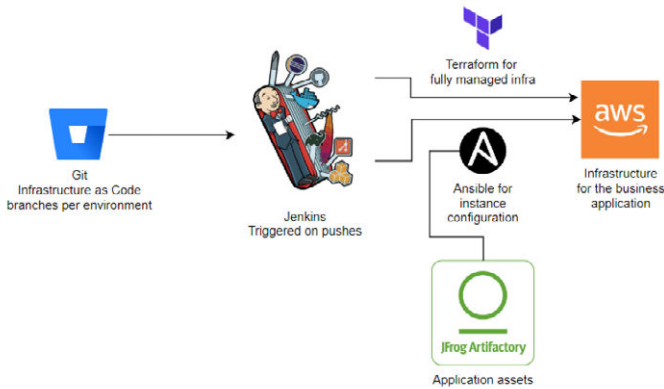 Terraform for
fully managed infra
aws
Git
Infrastructure as Code
branches per environment
Jenkins
Triggered on pushes
Ansible for
instance
configuration
Infrastructure
for the business
application
JFrog Artifactory
Application assets